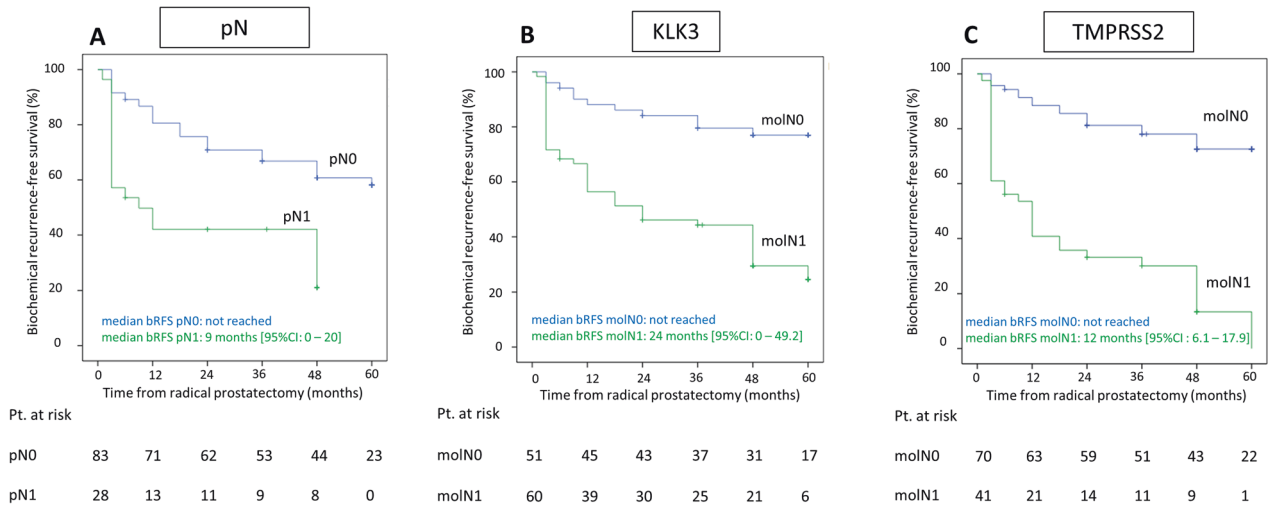 A
pN
Biochemical recurrence-free survival (%)
100
80
60
40
20
0
pN0
pN1
median bRFS pN0: not reached
median bRFS pN1: 9 months [95%CI: 0 – 20]
0 12 24 36 48 60
Time from radical prostatectomy (months)
Pt. at risk
pN0 83 71 62 53 44 23
pN1 28 13 11 9 8 0
B
KLK3
Biochemical recurrence-free survival (%)
100
80
60
40
20
0
molN0
molN1
median bRFS molN0: not reached
median bRFS molN1: 24 months [95%CI: 0 – 49.2]
0 12 24 36 48 60
Time from radical prostatectomy (months)
Pt. at risk
molN0 51 45 43 37 31 17
molN1 60 39 30 25 21 6
C
TMPRSS2
Biochemical recurrence-free survival (%)
100
80
60
40
20
0
molN0
molN1
median bRFS molN0: not reached
median bRFS molN1: 12 months [95%CI : 6.1 – 17.9]
0 12 24 36 48 60
Time from radical prostatectomy (months)
Pt. at risk
molN0 70 63 59 51 43 22
molN1 41 21 14 11 9 1